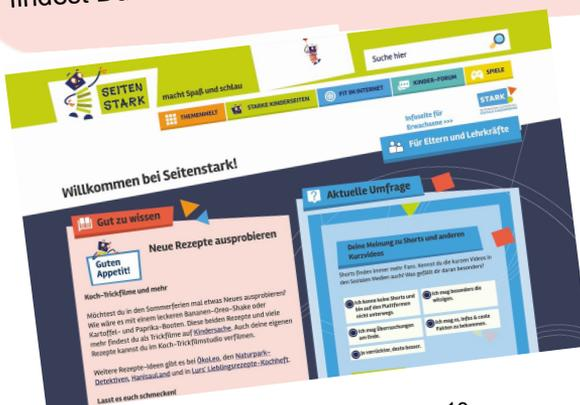 findest D
SEITEN
STARK
macht Spaß und schlau
Suche hier
THEMENWELT
STARKE KINDERSEITEN
FIT IM INTERNET
KINDER-FORUM
SPIELE
STARK
Infoseite für
Erwachsene >>>
Für Eltern und Lehrkräfte
Willkommen bei Seitenstark!
Gut zu wissen
Guten
Appetit!
Neue Rezepte ausprobieren
Koch-Trickfilme und mehr
Möchtest du in den Sommerferien mal etwas Neues ausprobieren?
Wie wäre es mit einem leckeren Bananen-Oreo-Shake oder
Kartoffel- und Paprika-Booten. Diese beiden Rezepte und viele
mehr findest du als Trickfilme auf Kindersache. Auch deine eigenen
Rezepte kannst du im Koch-Trickfilmstudio verfilmen.
Weitere Rezepte-Ideen gibt es bei ÖkoLeo, den Naturpark-
Detektiven, HanisauLand und in Lurs' Lieblingsrezepte-Kochheft.
Lasst es euch schmecken!
Aktuelle Umfrage
Deine Meinung zu Shorts und anderen
Kurzvideos
Shorts finden immer mehr Fans. Kennst du die kurzen Videos in
den Sozialen Medien auch? Was gefällt dir daran besonders?
Ich kenne keine Shorts und
bin auf den Plattformen
nicht unterwegs.
Ich mag besonders die
witzigen.
Ich mag Überraschungen
am Ende.
Ich mag es, Infos & coole
Fakten zu bekommen.
Je verrückter, desto besser.